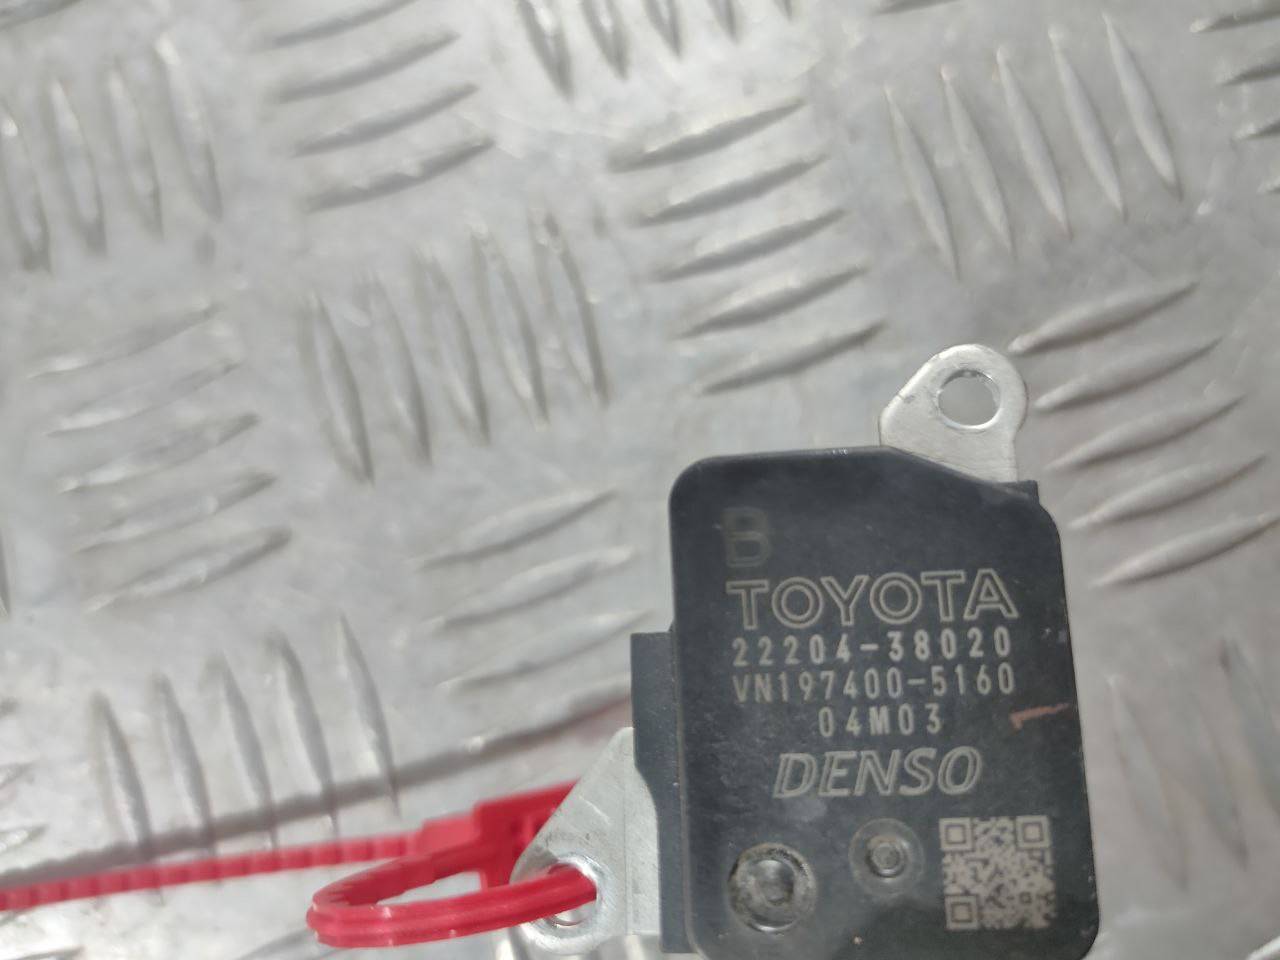 B
TOYOTA
22204-38020
VN197400-5160
04M03
DENSO